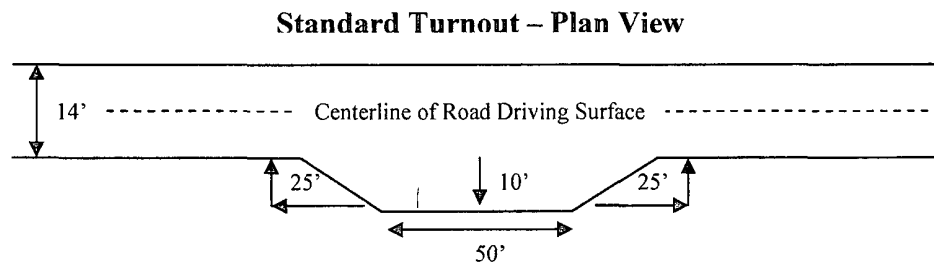 Standard Turnout – Plan View
14'
Centerline of Road Driving Surface
25'
10'
25'
50'